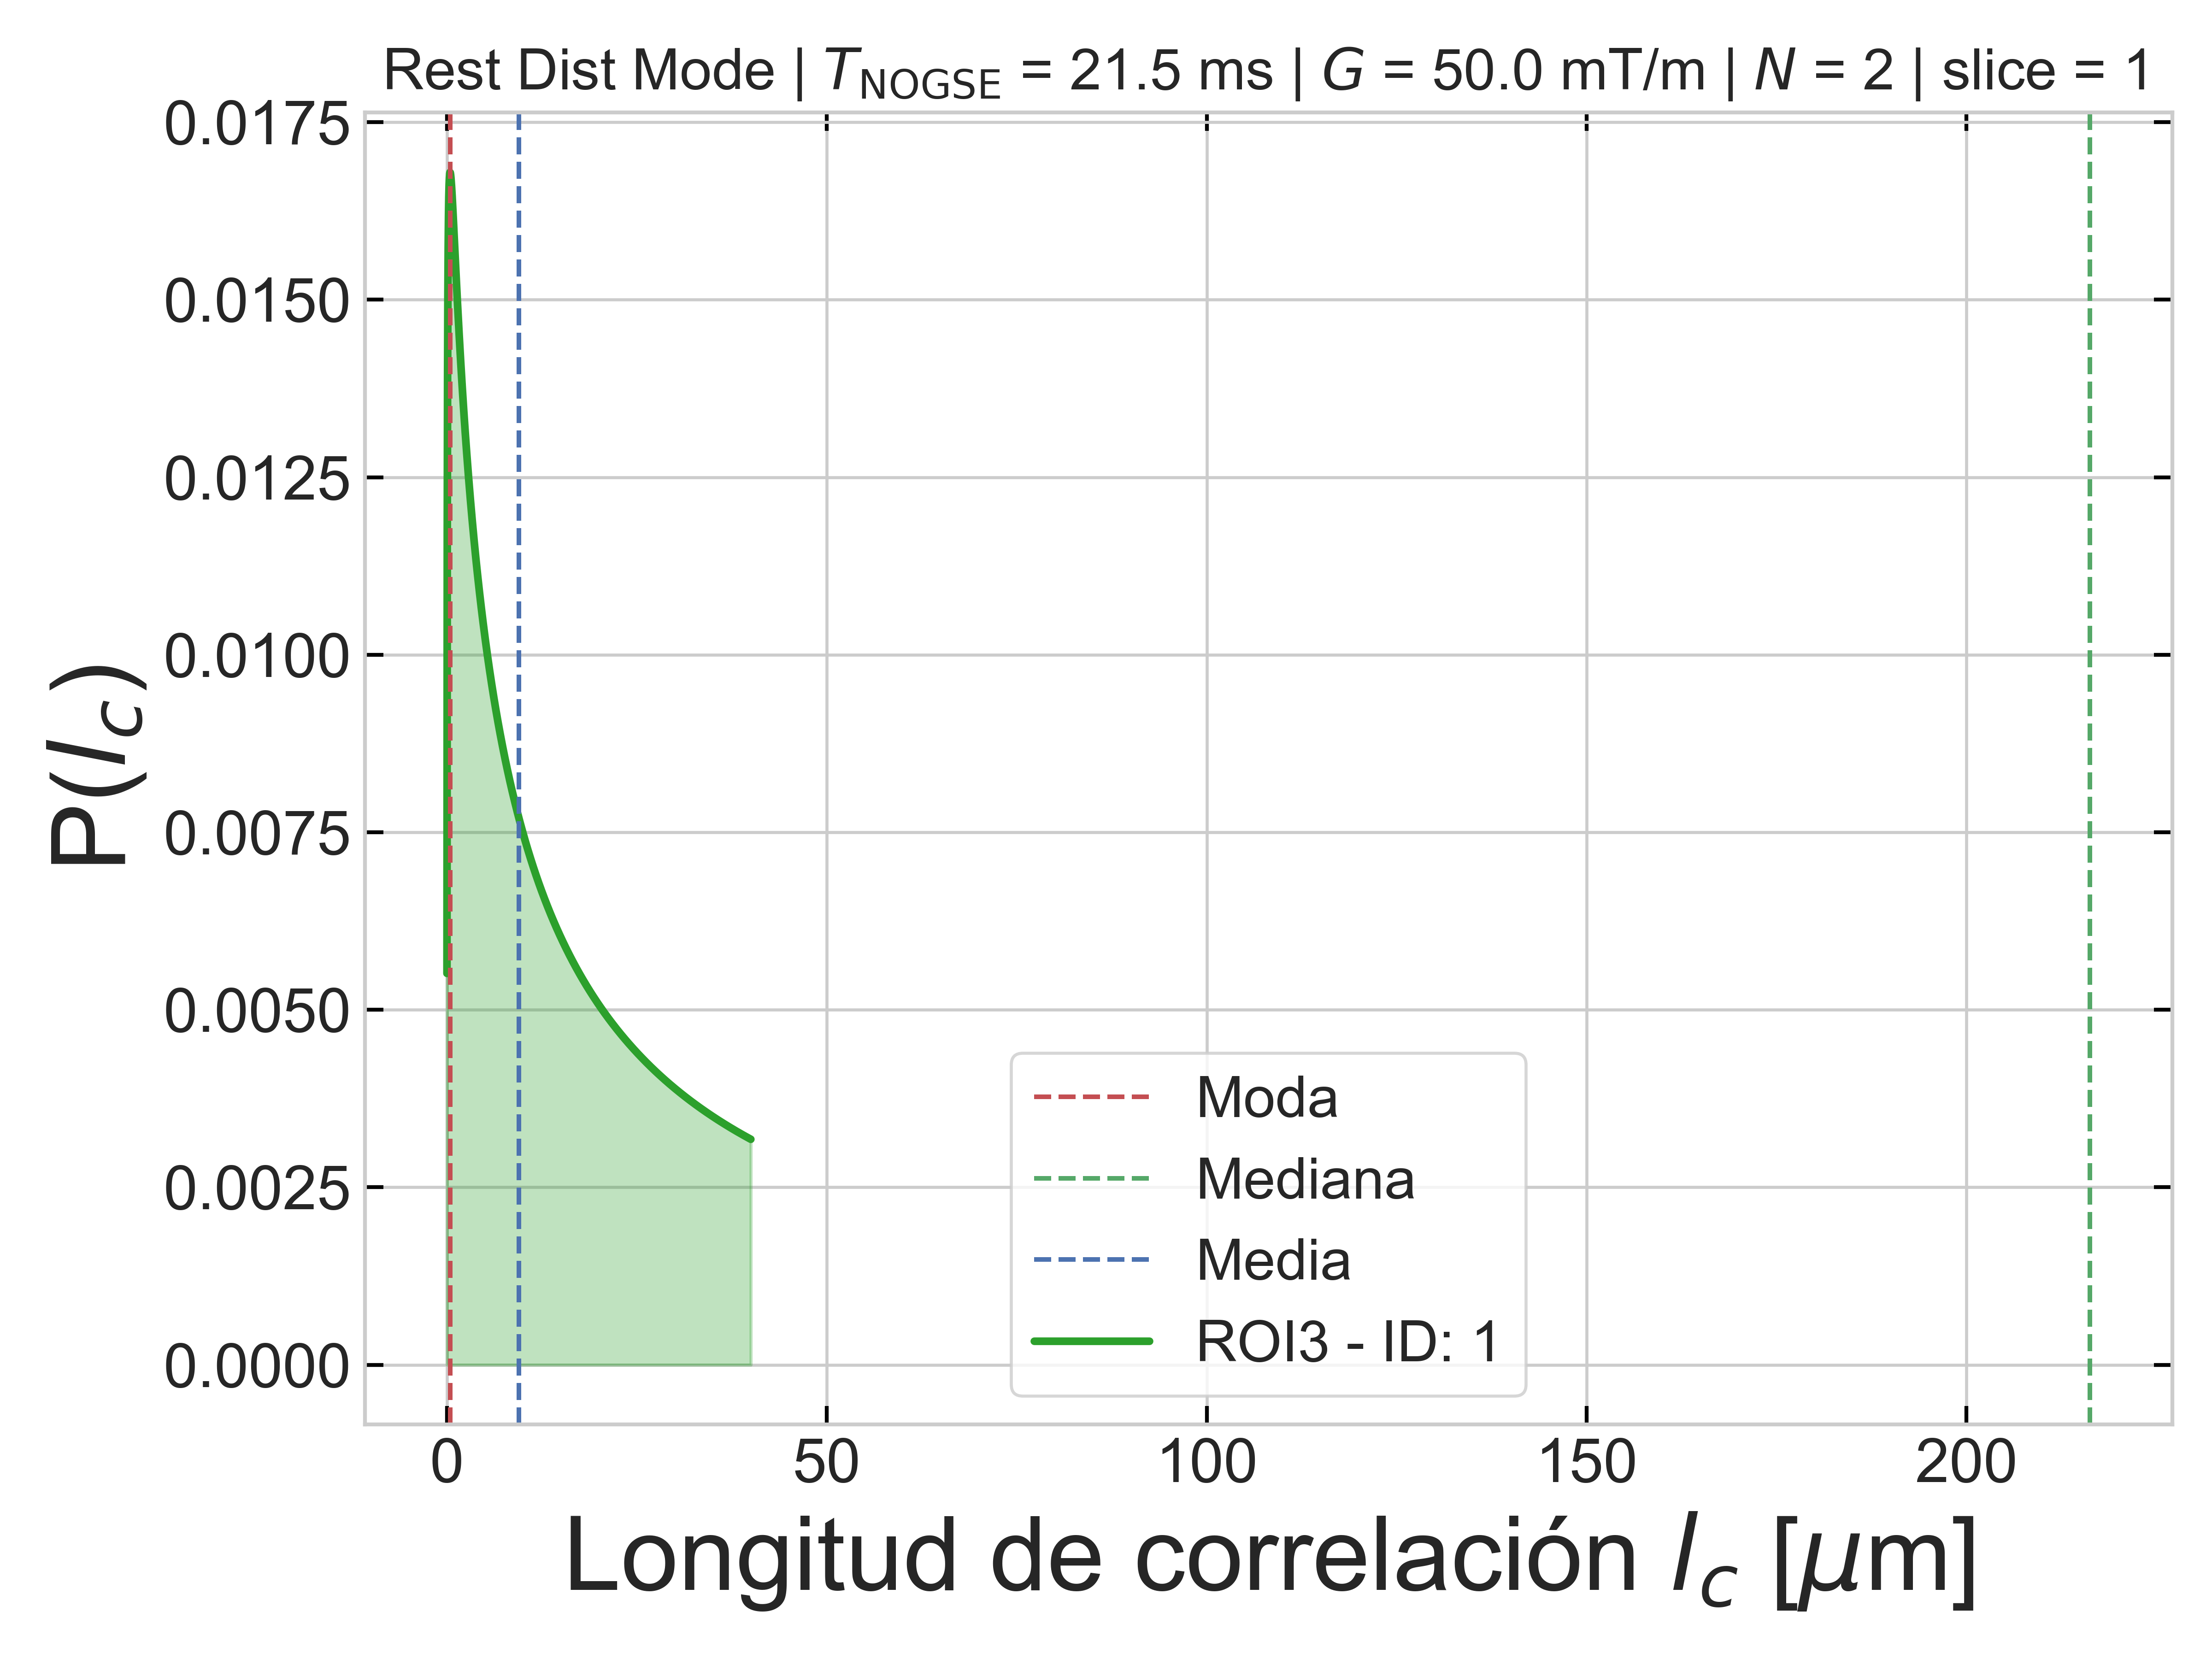 Rest Dist Mode | T_NOGSE = 21.5 ms | G = 50.0 mT/m | N = 2 | slice = 1
0.0175
0.0150
0.0125
0.0100
0.0075
0.0050
0.0025
0.0000
P(l_c)
Moda
Mediana
Media
ROI3 - ID: 1
0 50 100 150 200
Longitud de correlación l_c [μm]